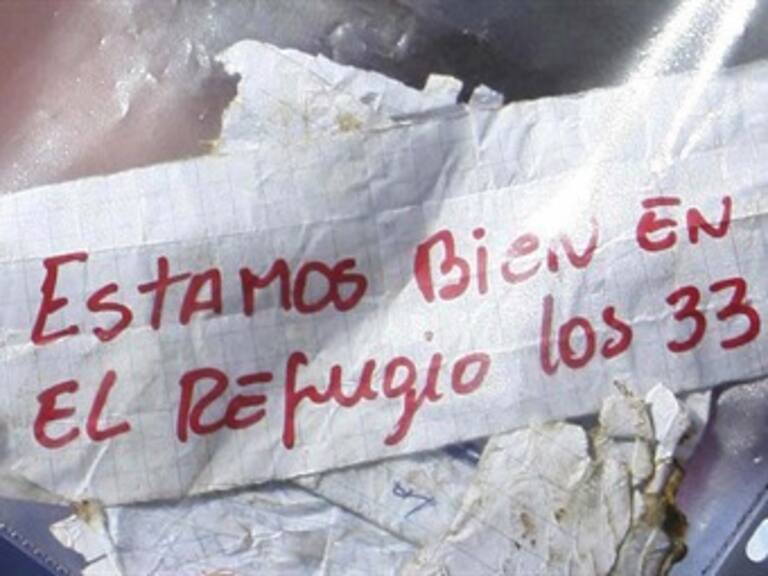 ESTAMOS BieN EN
EL REfugio los 33